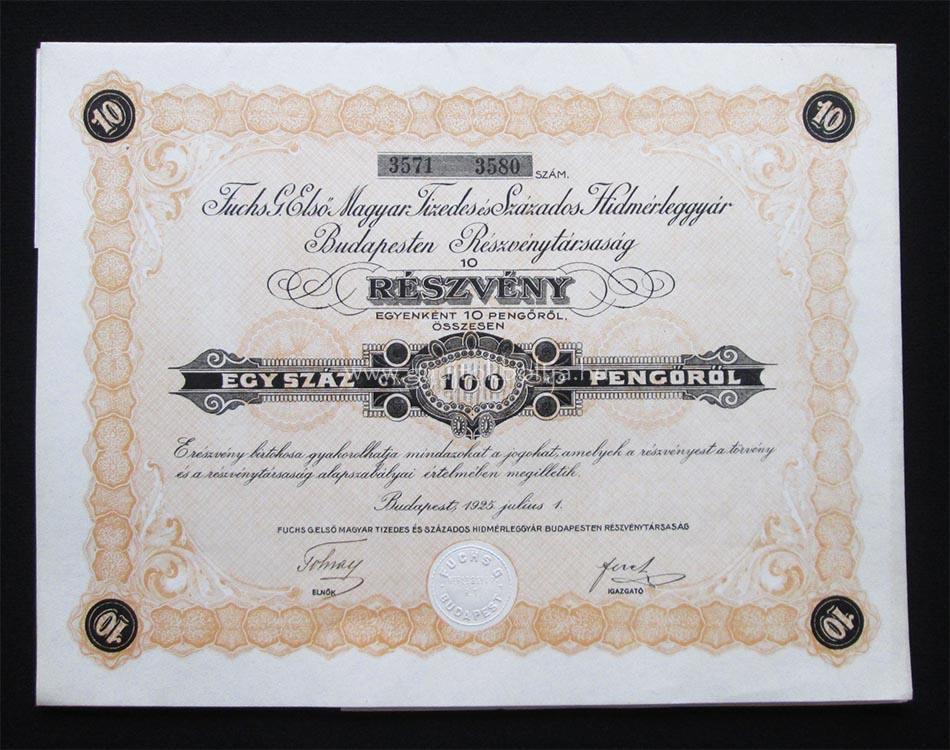 10 10
3571 3580 SZÁM.
Fuchs G. Első Magyar Tizedes és Százados Hidmérleggyár
Budapesten Részvénytársaság
10
RÉSZVÉNY
EGYENKÉNT 10 PENGŐRŐL,
ÖSSZESEN
EGYSZÁZ 100 PENGŐRŐL
E részvény birtokosa gyakorolhatja mindazokat a jogokat, amelyek a részvényest a törvény
és a részvénytársaság alapszabályai értelmében megilletik.
Budapest, 1925. július 1.
FUCHS G. ELSŐ MAGYAR TIZEDES ÉS SZÁZADOS HIDMÉRLEGGYÁR BUDAPESTEN RÉSZVÉNYTÁRSASÁG
ELNÖK
IGAZGATÓ
FUCHS G.
BUDAPEST
10 10